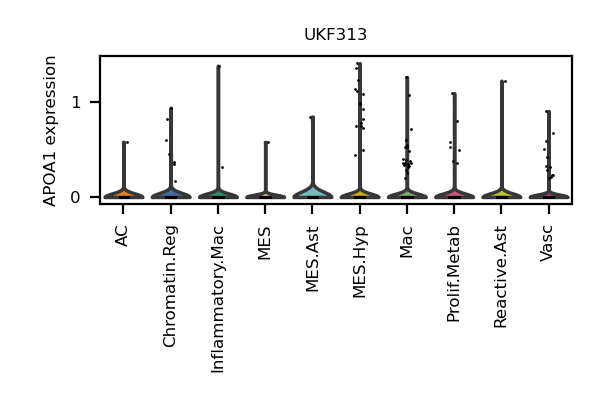 UKF313
APOA1 expression
1
0
AC
Chromatin.Reg
Inflammatory.Mac
MES
MES.Ast
MES.Hyp
Mac
Prolif.Metab
Reactive.Ast
Vasc